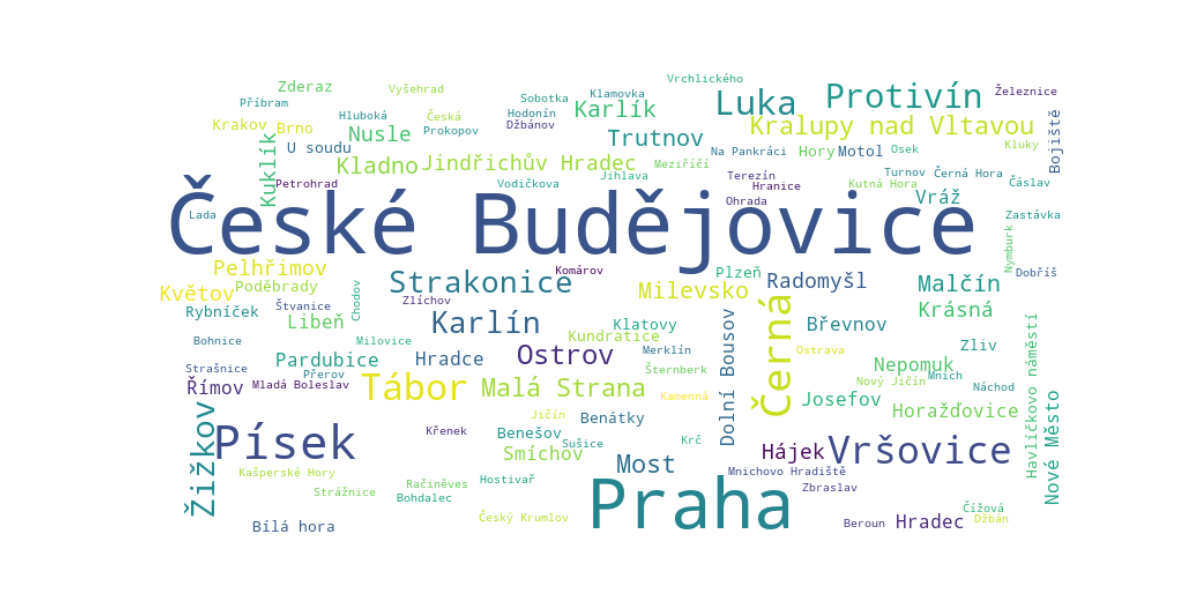 Vrchlického
Zderaz
Vyšehrad
Klamovka
Železnice
Příbram
Sobotka
Karlík
Luka
Protivín
Hluboká
Česká
Hodonín
Krakov
Brno
Nusle
Prokopov
Džbánov
Trutnov
Kralupy nad Vltavou
Bojiště
Kuklík
U soudu
Kladno
Jindřichův Hradec
Meziříčí
Na Pankráci
Hory
Motol
Osek
Kluky
Petrohrad
Vodičkova
Jihlava
Terezín
Hranice
Kutná Hora
Turnov
Černá Hora
Čáslav
Lada
České Budějovice
Ohrada
Vráž
Zastávka
Nymburk
Pelhřimov
Strakonice
Komárov
Plzeň
Radomyšl
Malčín
Dobříš
Květov
Poděbrady
Chodov
Zlíchov
Milevsko
Černá
Krásná
Rybníček
Štvanice
Libeň
Karlín
Klatovy
Dolní Bousov
Břevnov
Havlíčkovo náměstí
Bohnice
Milovice
Kundratice
Zliv
Pardubice
Hradce
Ostrov
Merklín
Ostrava
Nepomuk
Strašnice
Přerov
Šternberk
Mnich
Římov
Mladá Boleslav
Tábor
Malá Strana
Kamenná
Nový Jičín
Náchod
Josefov
Horažďovice
Nové Město
Žižkov
Písek
Jičín
Křenek
Benátky
Benešov
Sušice
Krč
Smíchov
Most
Hájek
Vršovice
Kašperské Hory
Mnichovo Hradiště
Strážnice
Račiněves
Hostivař
Praha
Zbraslav
Bohdalec
Čížová
Bílá hora
Český Krumlov
Beroun
Hradec
Džbán